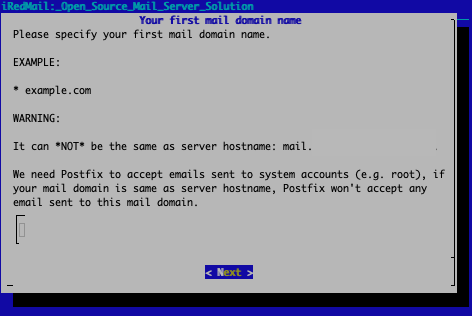 iRedMail:_Open_Source_Mail_Server_Solution
Your first mail domain name
Please specify your first mail domain name.
EXAMPLE:
* example.com
WARNING:
It can *NOT* be the same as server hostname: mail. .
We need Postfix to accept emails sent to system accounts (e.g. root), if
your mail domain is same as server hostname, Postfix won't accept any
email sent to this mail domain.
< Next >